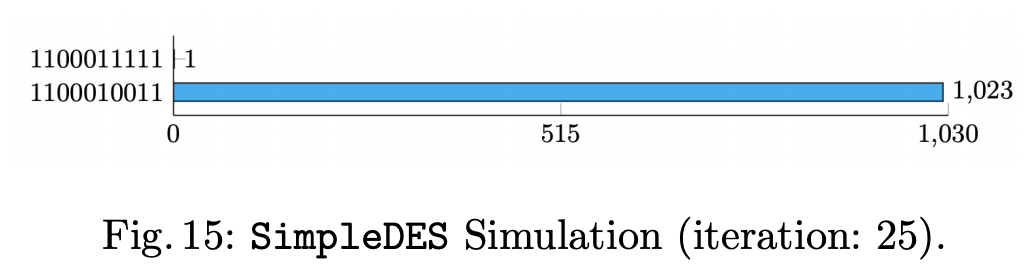 1100011111 1
1100010011 1,023
0 515 1,030
Fig. 15: SimpleDES Simulation (iteration: 25).